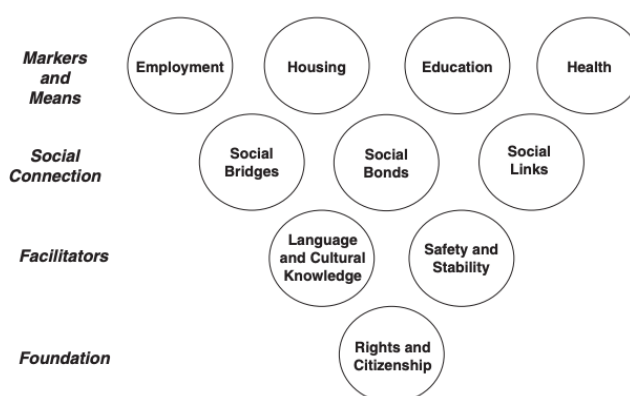 Markers
and
Means
Employment
Housing
Education
Health
Social
Connection
Social
Bridges
Social
Bonds
Social
Links
Facilitators
Language
and Cultural
Knowledge
Safety and
Stability
Foundation
Rights and
Citizenship